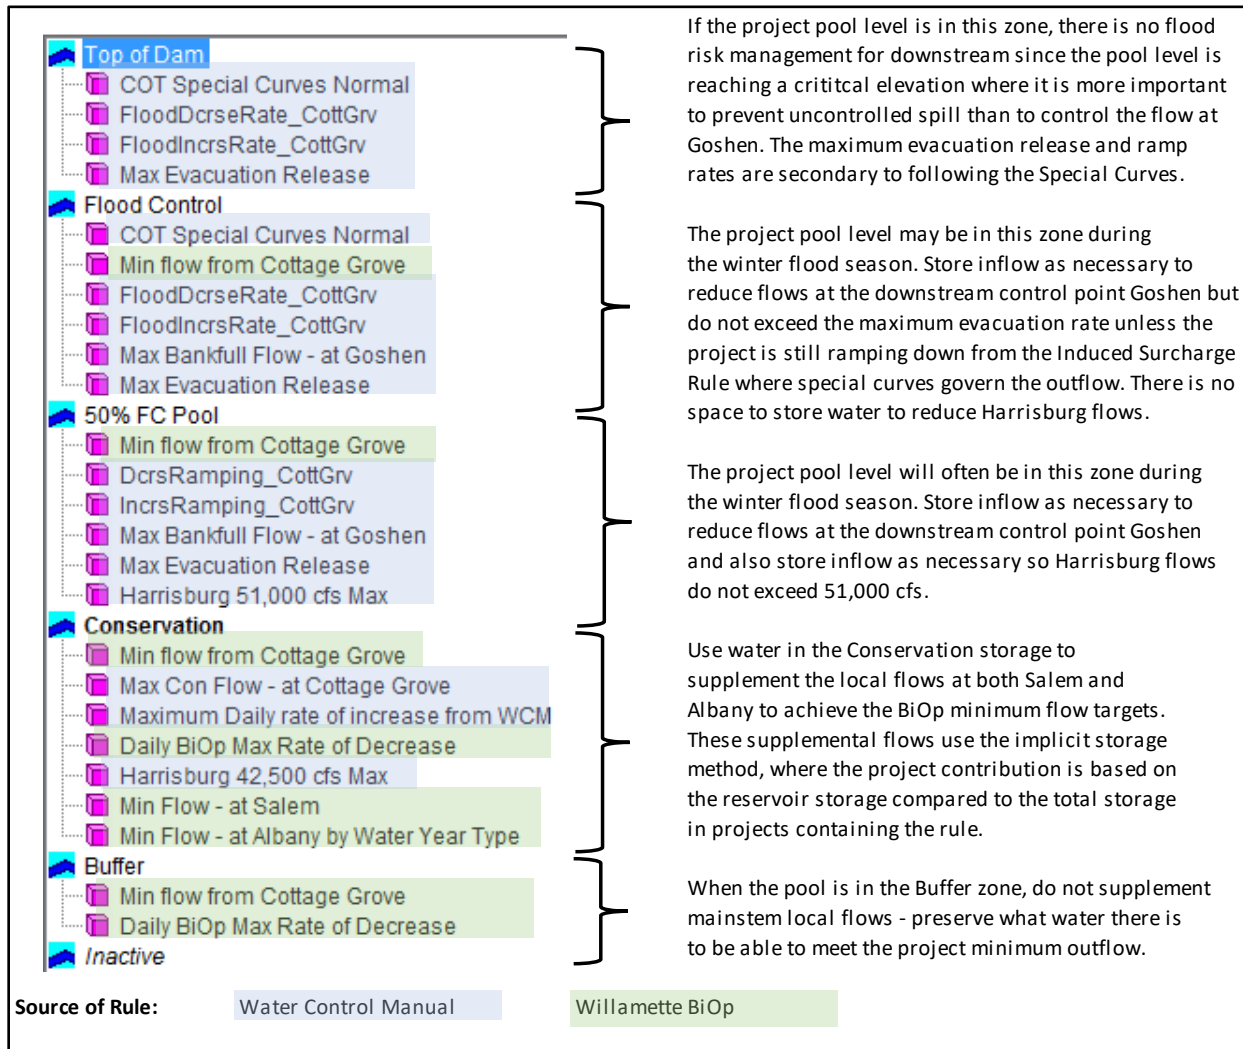 Top of Dam
COT Special Curves Normal
FloodDcrseRate_CottGrv
FloodIncrsRate_CottGrv
Max Evacuation Release
If the project pool level is in this zone, there is no flood
risk management for downstream since the pool level is
reaching a crititcal elevation where it is more important
to prevent uncontrolled spill than to control the flow at
Goshen. The maximum evacuation release and ramp
rates are secondary to following the Special Curves.
Flood Control
COT Special Curves Normal
Min flow from Cottage Grove
FloodDcrseRate_CottGrv
FloodIncrsRate_CottGrv
Max Bankfull Flow - at Goshen
Max Evacuation Release
The project pool level may be in this zone during
the winter flood season. Store inflow as necessary to
reduce flows at the downstream control point Goshen but
do not exceed the maximum evacuation rate unless the
project is still ramping down from the Induced Surcharge
Rule where special curves govern the outflow. There is no
space to store water to reduce Harrisburg flows.
50% FC Pool
Min flow from Cottage Grove
DcrsRamping_CottGrv
IncrsRamping_CottGrv
Max Bankfull Flow - at Goshen
Max Evacuation Release
Harrisburg 51,000 cfs Max
The project pool level will often be in this zone during
the winter flood season. Store inflow as necessary to
reduce flows at the downstream control point Goshen
and also store inflow as necessary so Harrisburg flows
do not exceed 51,000 cfs.
Conservation
Min flow from Cottage Grove
Max Con Flow - at Cottage Grove
Maximum Daily rate of increase from WCM
Daily BiOp Max Rate of Decrease
Harrisburg 42,500 cfs Max
Min Flow - at Salem
Min Flow - at Albany by Water Year Type
Use water in the Conservation storage to
supplement the local flows at both Salem and
Albany to achieve the BiOp minimum flow targets.
These supplemental flows use the implicit storage
method, where the project contribution is based on
the reservoir storage compared to the total storage
in projects containing the rule.
Buffer
Min flow from Cottage Grove
Daily BiOp Max Rate of Decrease
Inactive
When the pool is in the Buffer zone, do not supplement
mainstem local flows - preserve what water there is
to be able to meet the project minimum outflow.
Source of Rule: Water Control Manual Willamette BiOp